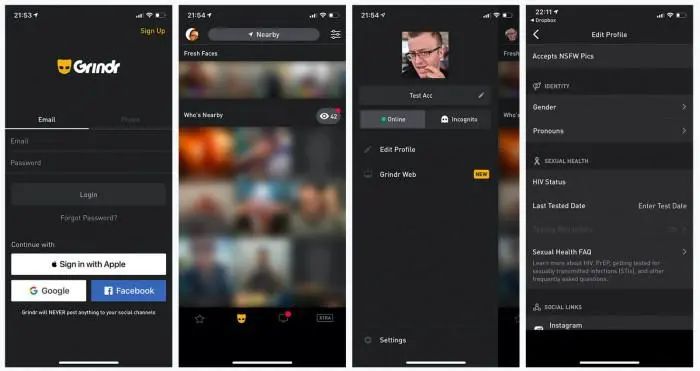 21:53
Sign Up
Grindr
Email
Phone
Email
Password
Login
Forgot Password?
Continue with
Sign in with Apple
Google
Facebook
Grindr will NEVER post anything to your social channels
21:54
Nearby
Fresh Faces
Who's Nearby
42
XTRA
21:54
Test Acc
Online
Incognito
Edit Profile
Grindr Web
NEW
Settings
22:11
Dropbox
Edit Profile
Accepts NSFW Pics
IDENTITY
Gender
Pronouns
SEXUAL HEALTH
HIV Status
Last Tested Date
Enter Test Date
Sexual Health FAQ
Learn more about HIV, PrEP, getting tested for
sexually transmitted infections (STIs), and other
frequently asked questions.
SOCIAL LINKS
Instagram